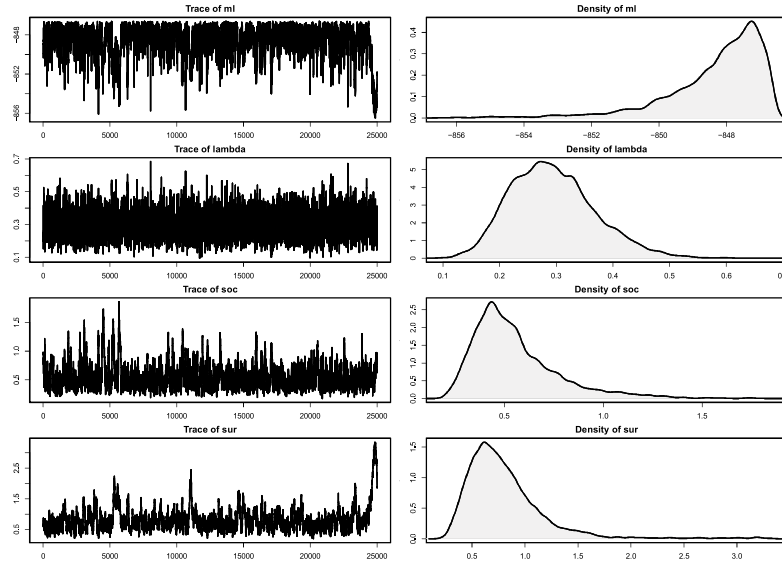 Trace of ml
Density of ml
−856 −852 −848
0 5000 10000 15000 20000 25000
0.0 0.1 0.2 0.3 0.4
−856 −854 −852 −850 −848
Trace of lambda
Density of lambda
0.1 0.3 0.5 0.7
0 5000 10000 15000 20000 25000
0 1 2 3 4 5
0.1 0.2 0.3 0.4 0.5 0.6
Trace of soc
Density of soc
0.5 1.0 1.5
0 5000 10000 15000 20000 25000
0.0 0.5 1.0 1.5 2.0 2.5
0.5 1.0 1.5
Trace of sur
Density of sur
0.5 1.5 2.5
0 5000 10000 15000 20000 25000
0.0 0.5 1.0 1.5
0.5 1.0 1.5 2.0 2.5 3.0